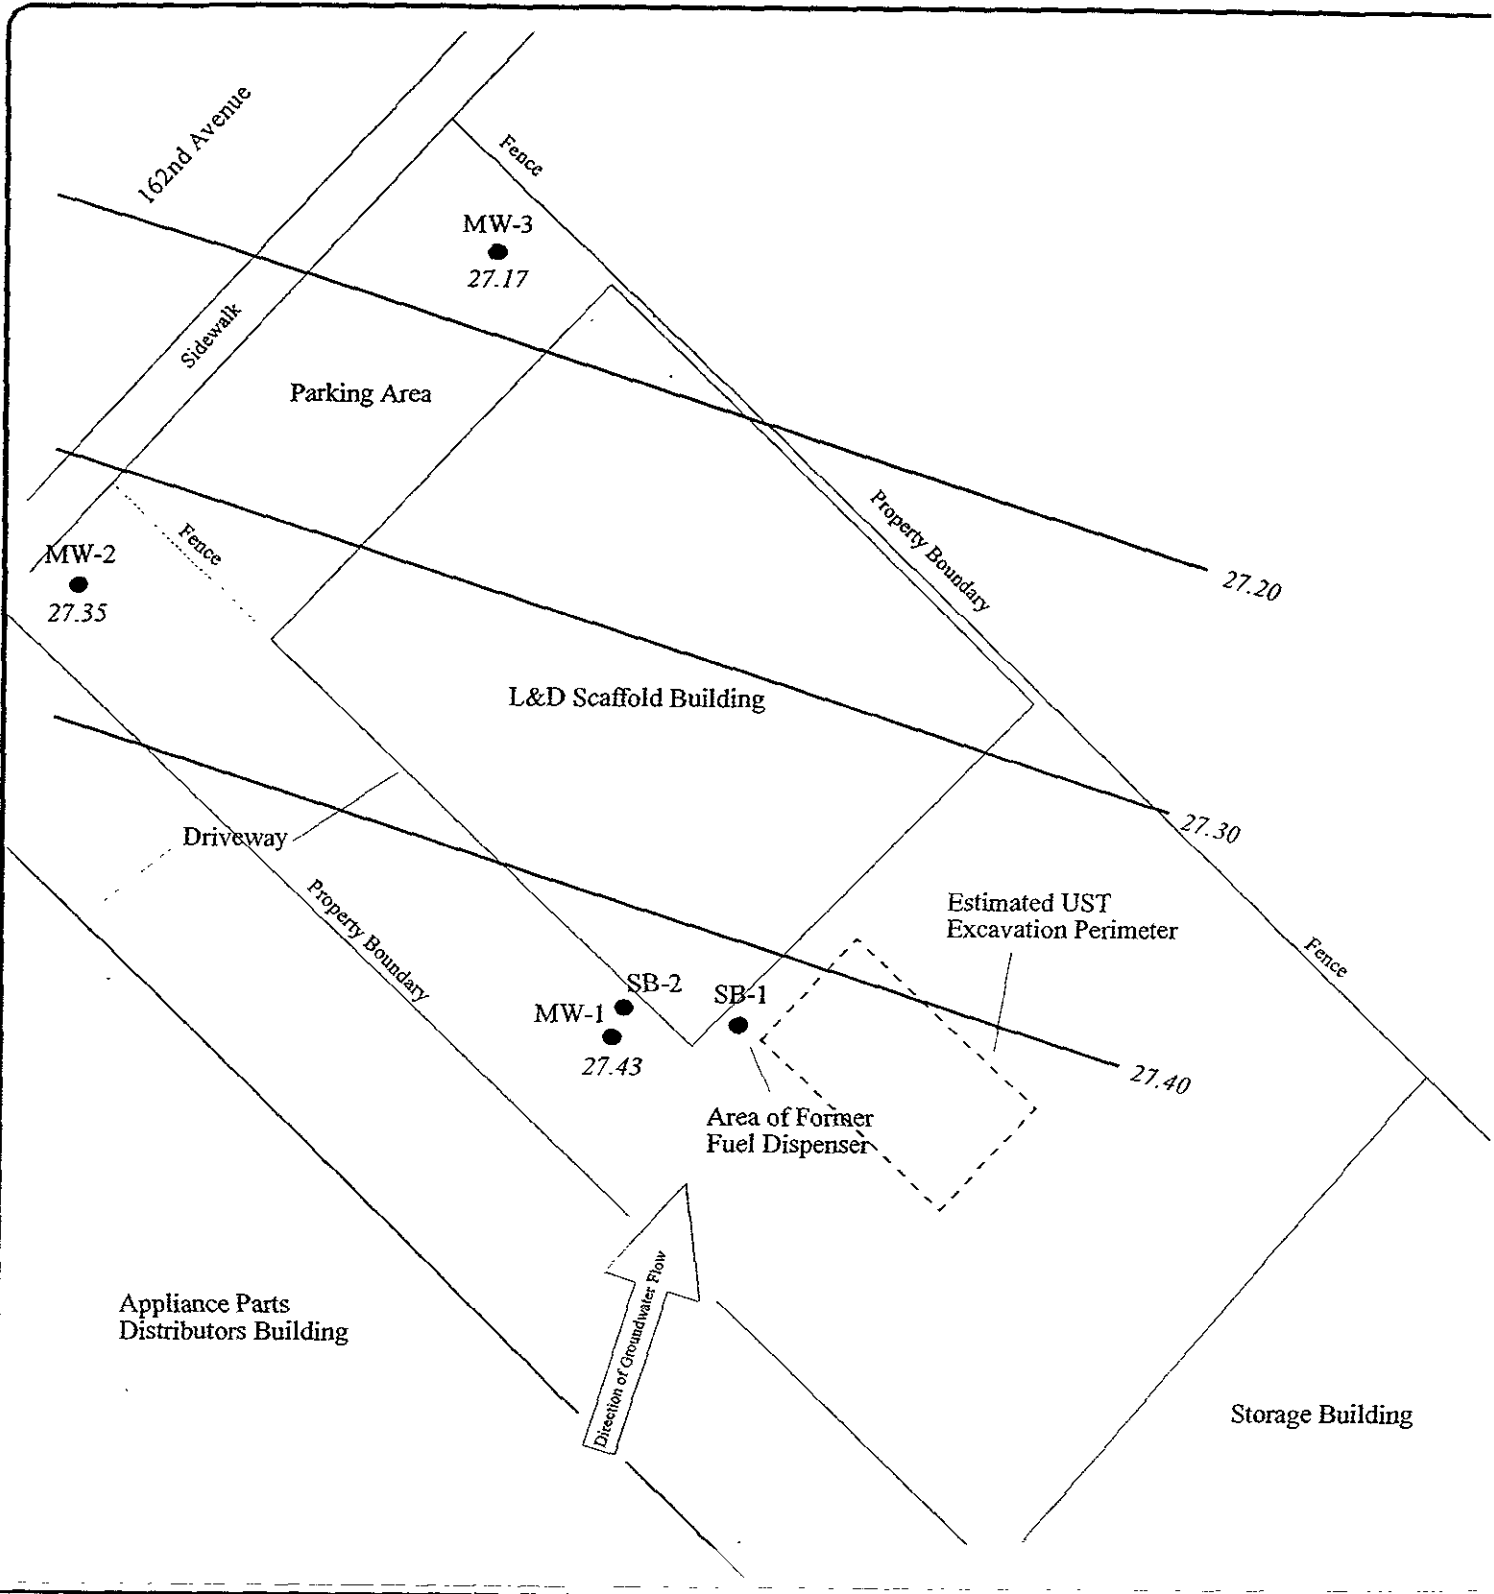 162nd Avenue
Fence
MW-3
27.17
Sidewalk
Parking Area
Property Boundary
Fence
MW-2
27.35
27.20
L&D Scaffold Building
27.30
Driveway
Property Boundary
Estimated UST
Excavation Perimeter
Fence
SB-2
SB-1
MW-1
27.43
27.40
Area of Former
Fuel Dispenser
Direction of Groundwater Flow
Appliance Parts
Distributors Building
Storage Building